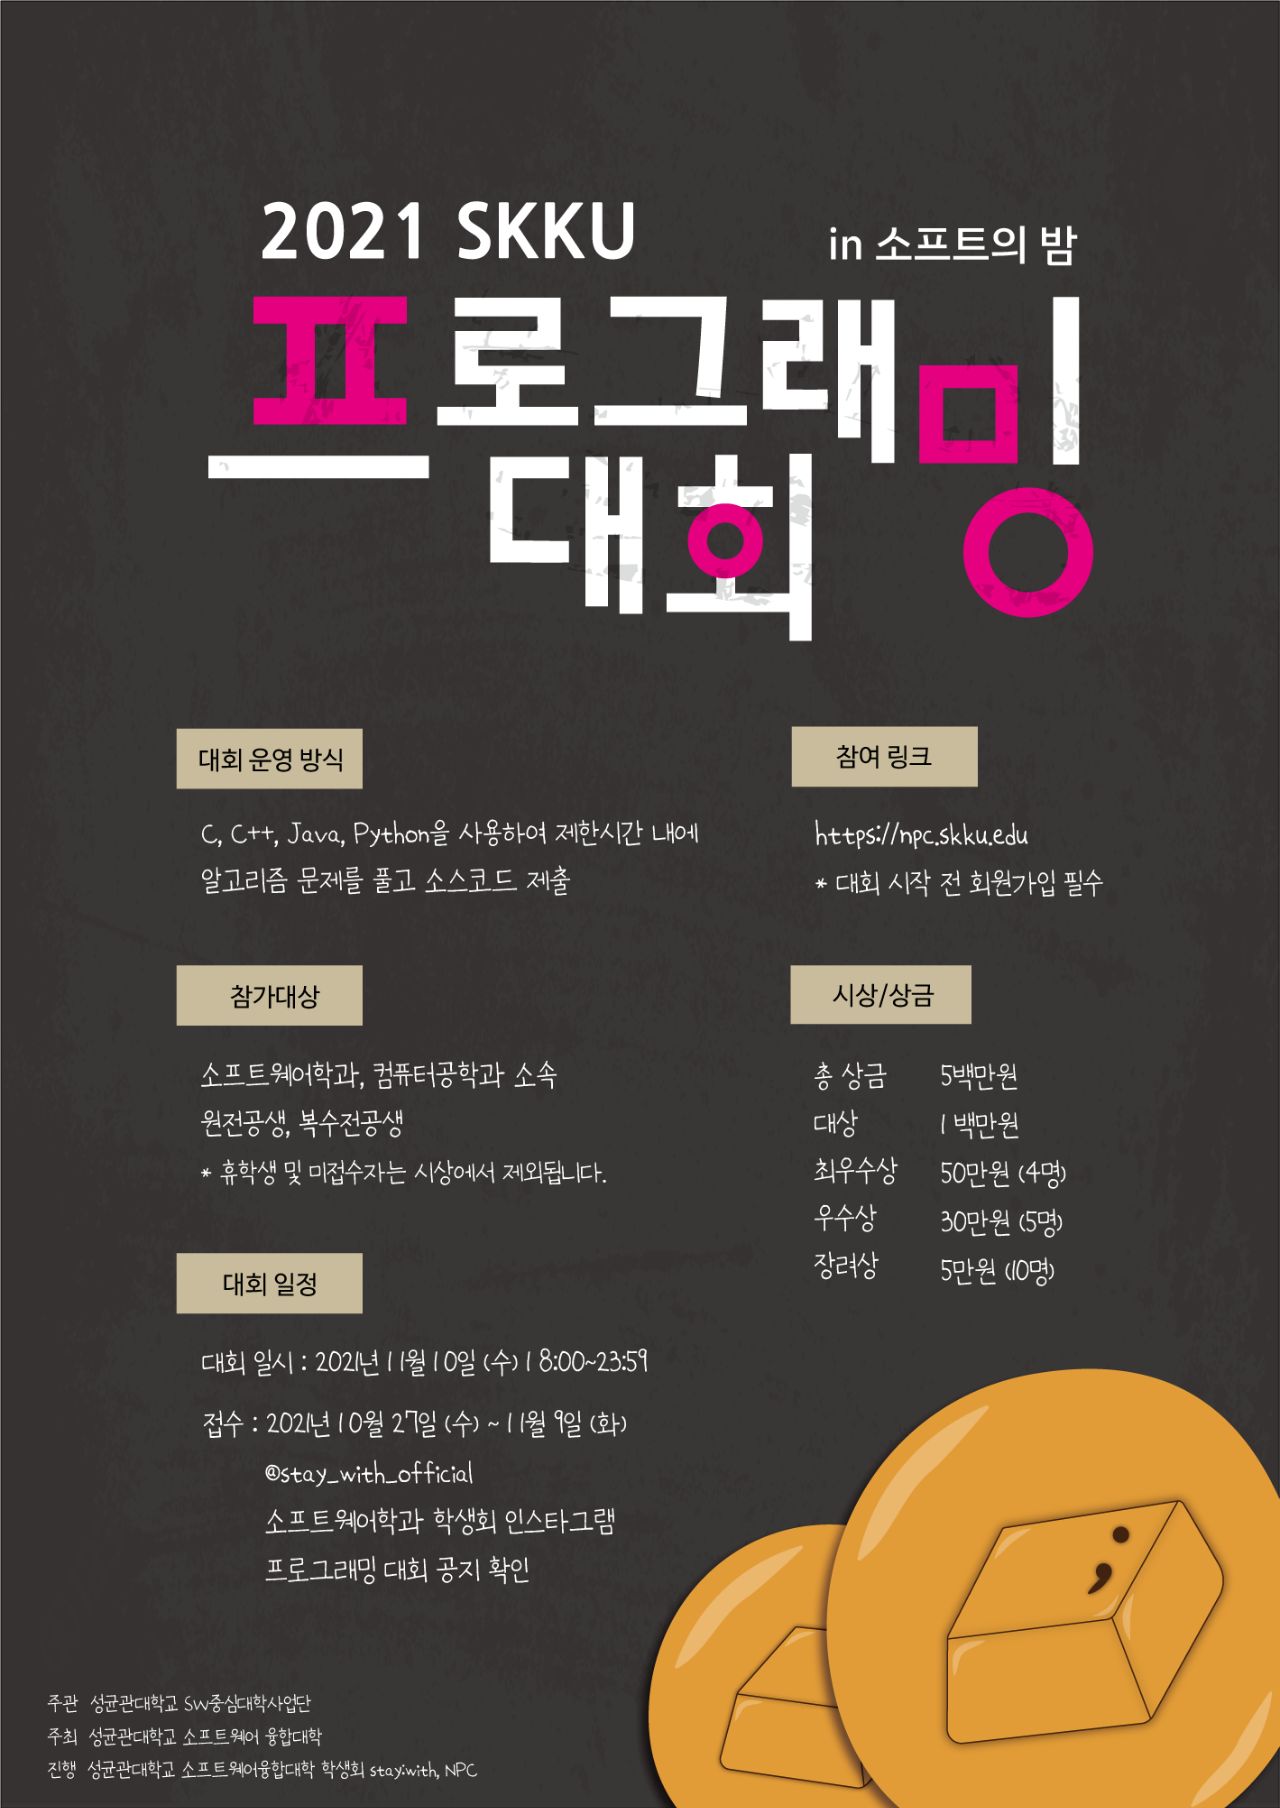 2021 SKKU
in 소프트의 밤
프로그래밍
대회
대회 운영 방식
C, C++, Java, Python을 사용하여 제한시간 내에
알고리즘 문제를 풀고 소스코드 제출
참가대상
소프트웨어학과, 컴퓨터공학과 소속
원전공생, 복수전공생
* 휴학생 및 미접수자는 시상에서 제외됩니다.
대회 일정
대회 일시 : 2021년 11월 10일 (수) 18:00~23:59
접수 : 2021년 10월 27일 (수) ~ 11월 9일 (화)
@stay_with_official
소프트웨어학과 학생회 인스타그램
프로그래밍 대회 공지 확인
참여 링크
https://npc.skku.edu
* 대회 시작 전 회원가입 필수
시상/상금
총 상금 5백만원
대상 1백만원
최우수상 50만원 (4명)
우수상 30만원 (5명)
장려상 5만원 (10명)
;
주관 성균관대학교 SW중심대학사업단
주최 성균관대학교 소프트웨어 융합대학
진행 성균관대학교 소프트웨어융합대학 학생회 stay;with, NPC